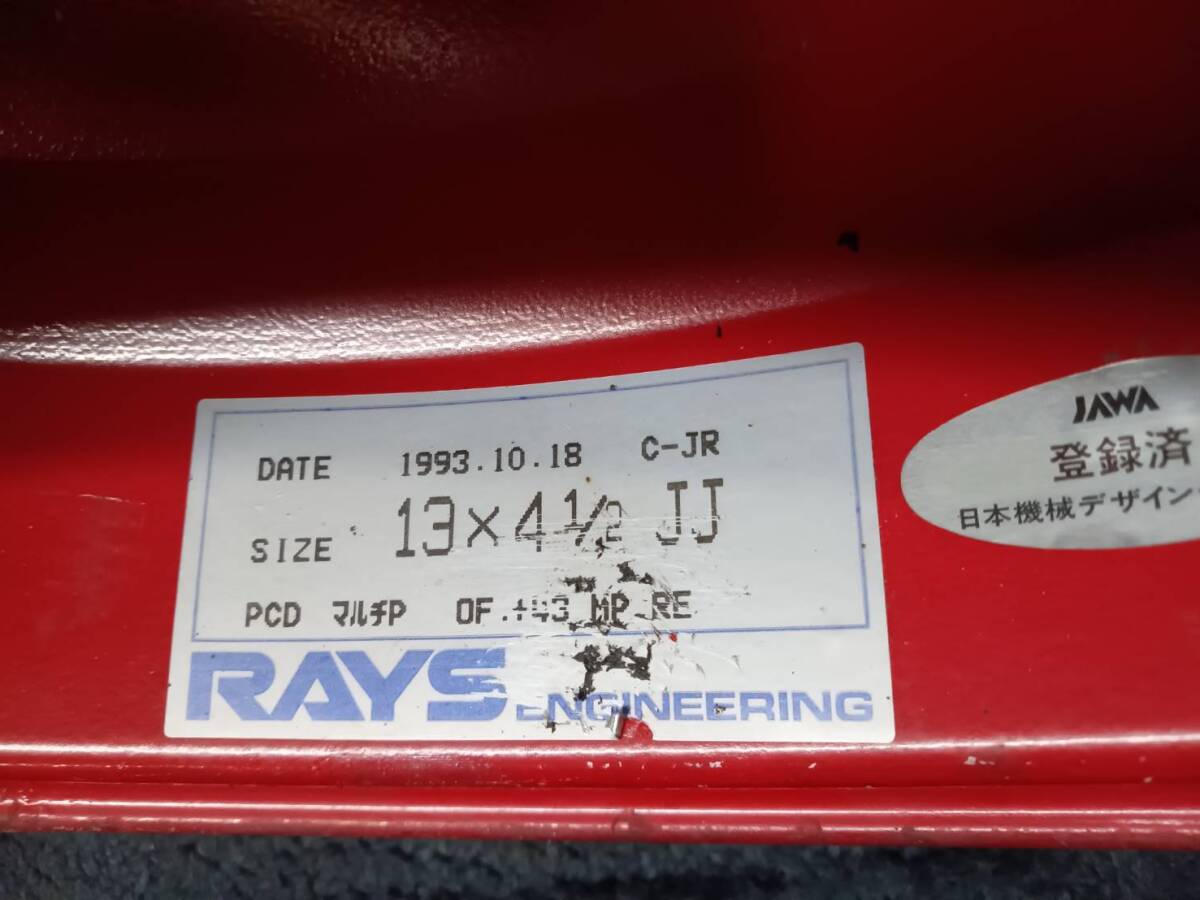 DATE 1993.10.18 C-JR
SIZE 13×4½ JJ
PCD マルチP OF.+43 MP.RE
RAYS ENGINEERING
JAWA
登録済
日本機械デザイン